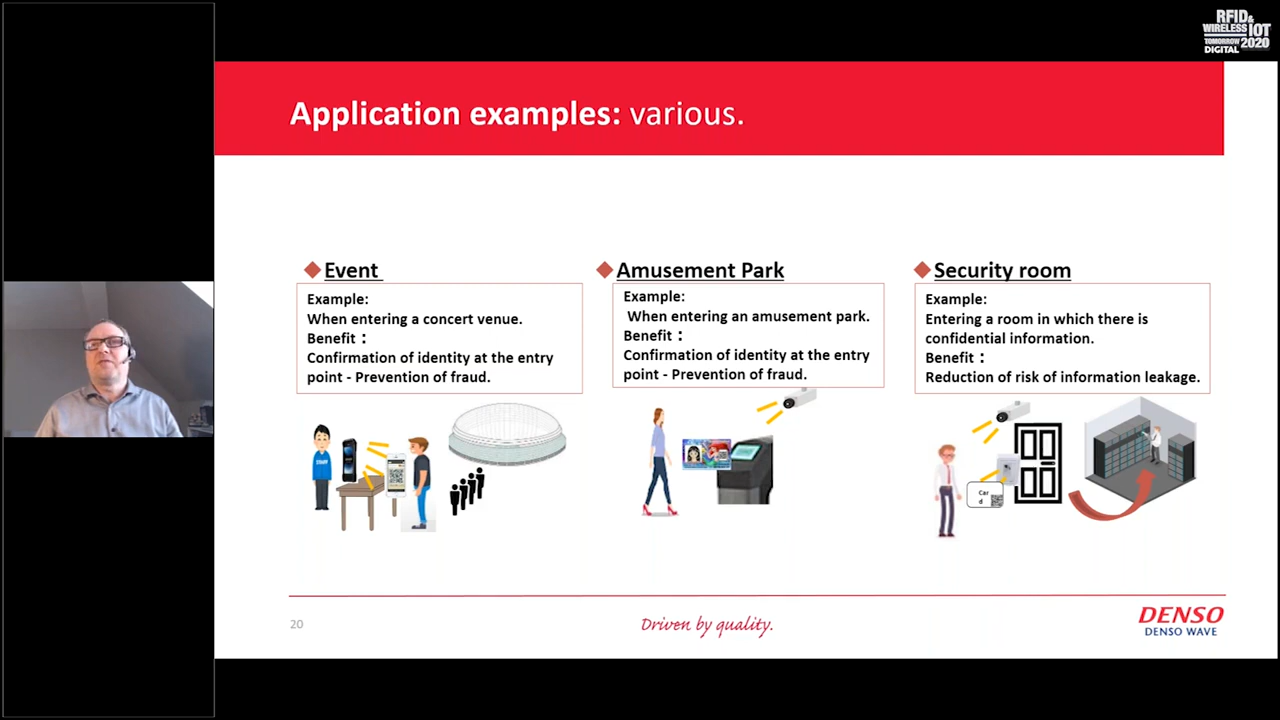 RFID&
WIRELESS IOT
TOMORROW 2020
DIGITAL
Application examples: various.
Event
Example:
When entering a concert venue.
Benefit：
Confirmation of identity at the entry
point - Prevention of fraud.
STAFF
Amusement Park
Example:
When entering an amusement park.
Benefit：
Confirmation of identity at the entry
point - Prevention of fraud.
Security room
Example:
Entering a room in which there is
confidential information.
Benefit：
Reduction of risk of information leakage.
Car
d
20
Driven by quality.
DENSO
DENSO WAVE